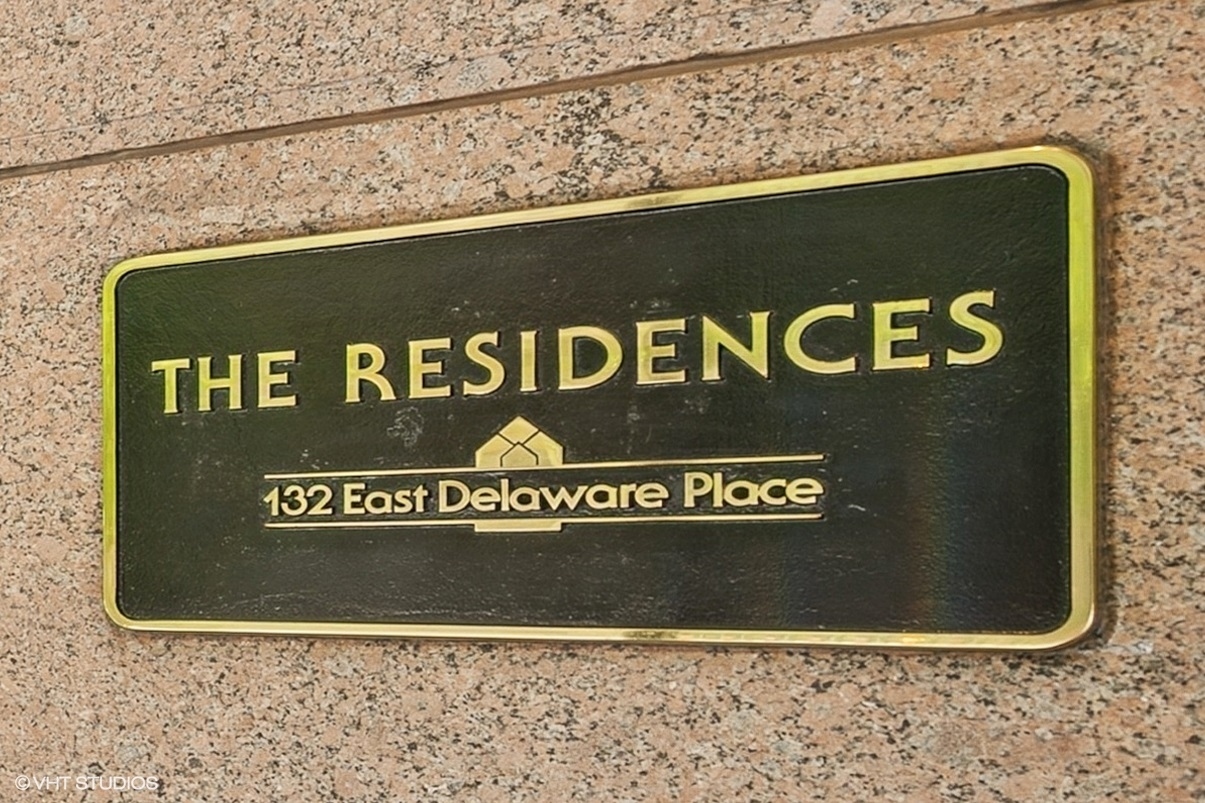 THE RESIDENCES
132 East Delaware Place
© VHT STUDIOS